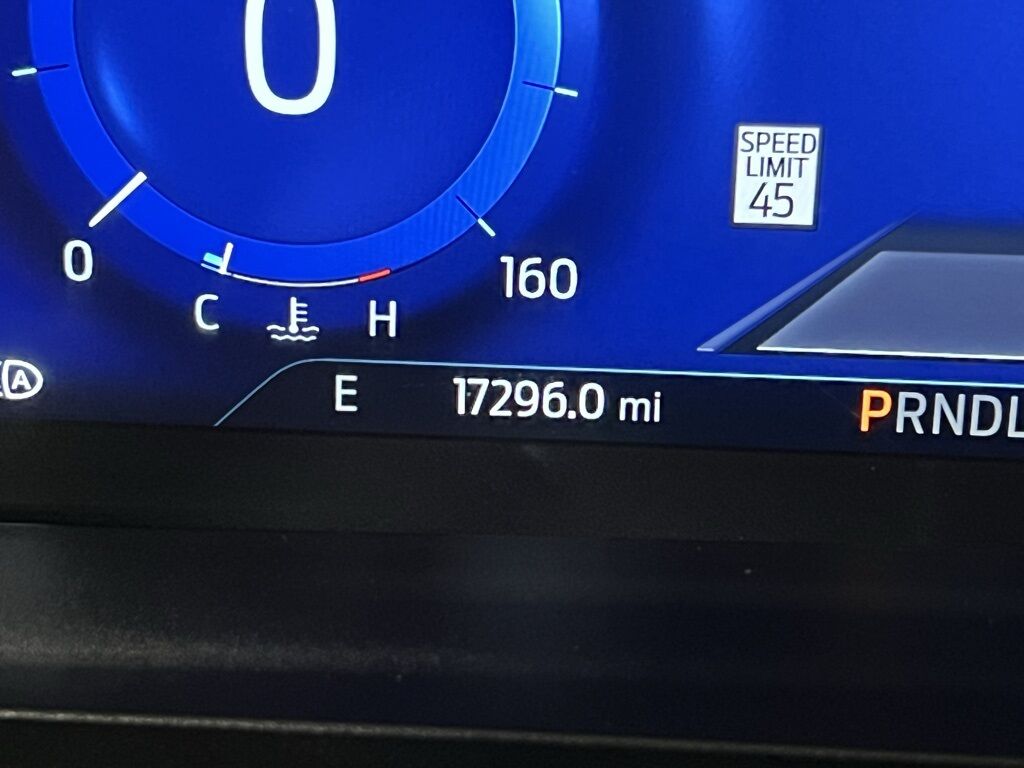 0
SPEED
LIMIT
45
0
160
C
H
A
E
17296.0 mi
PRNDL